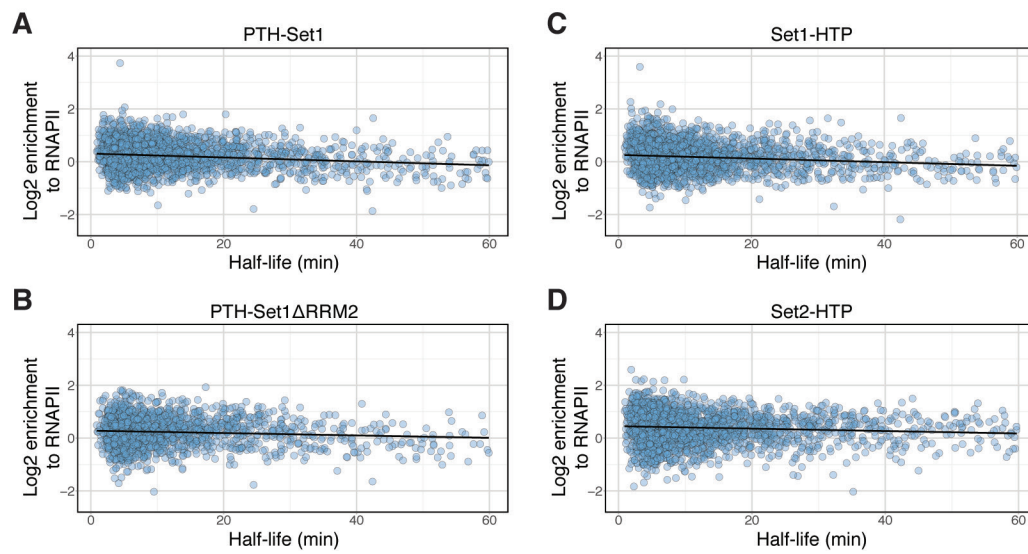 A
PTH-Set1
Log2 enrichment
to RNAPII
4
2
0
−2
0
20
40
60
Half-life (min)
C
Set1-HTP
Log2 enrichment
to RNAPII
4
2
0
−2
0
20
40
60
Half-life (min)
B
PTH-Set1ΔRRM2
Log2 enrichment
to RNAPII
4
2
0
−2
0
20
40
60
Half-life (min)
D
Set2-HTP
Log2 enrichment
to RNAPII
4
2
0
−2
0
20
40
60
Half-life (min)